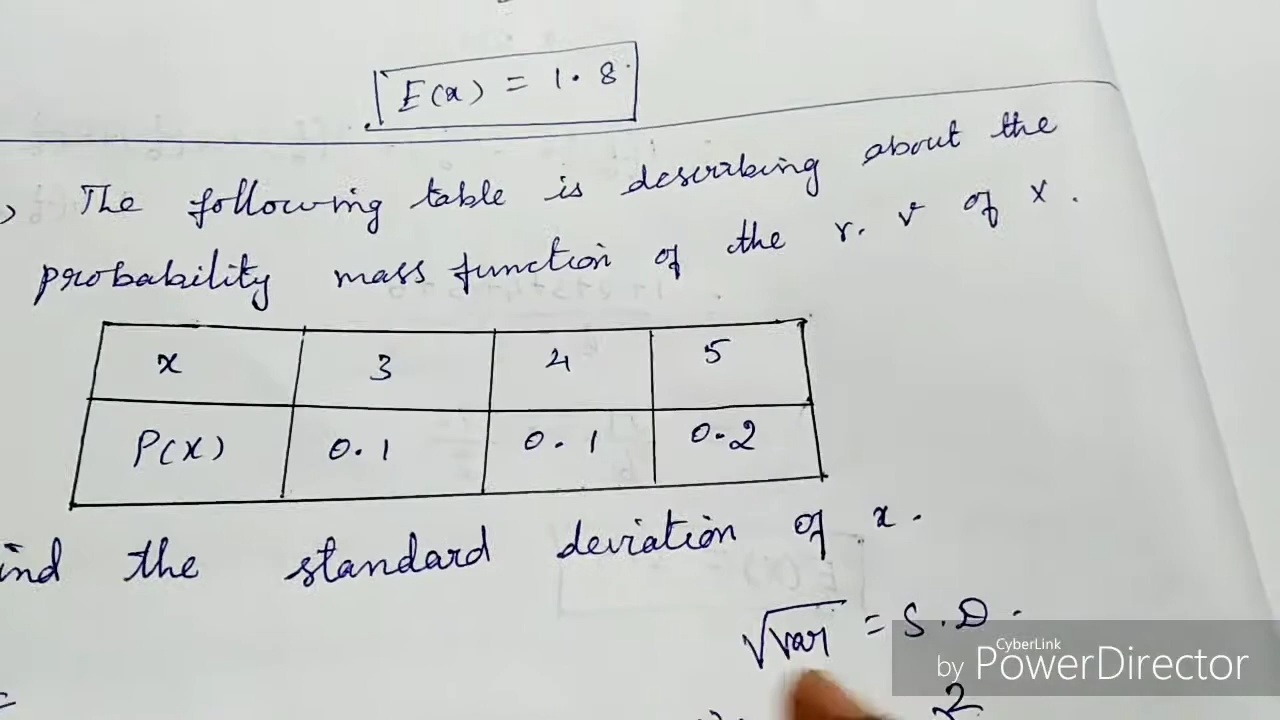 E(x) = 1.8
The following table is describing about the
probability mass function of the r.v of X.
x 3 4 5
P(X) 0.1 0.1 0.2
ind the standard deviation of x.
√var = S.D.
CyberLink
by PowerDirector
2